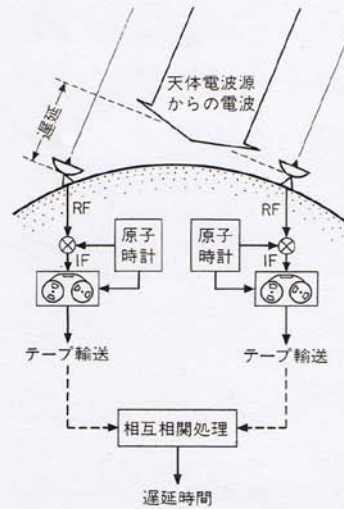 天体電波源
からの電波
遅延
RF
RF
原子
時計
原子
時計
IF
IF
テープ輸送
テープ輸送
相互相関処理
遅延時間